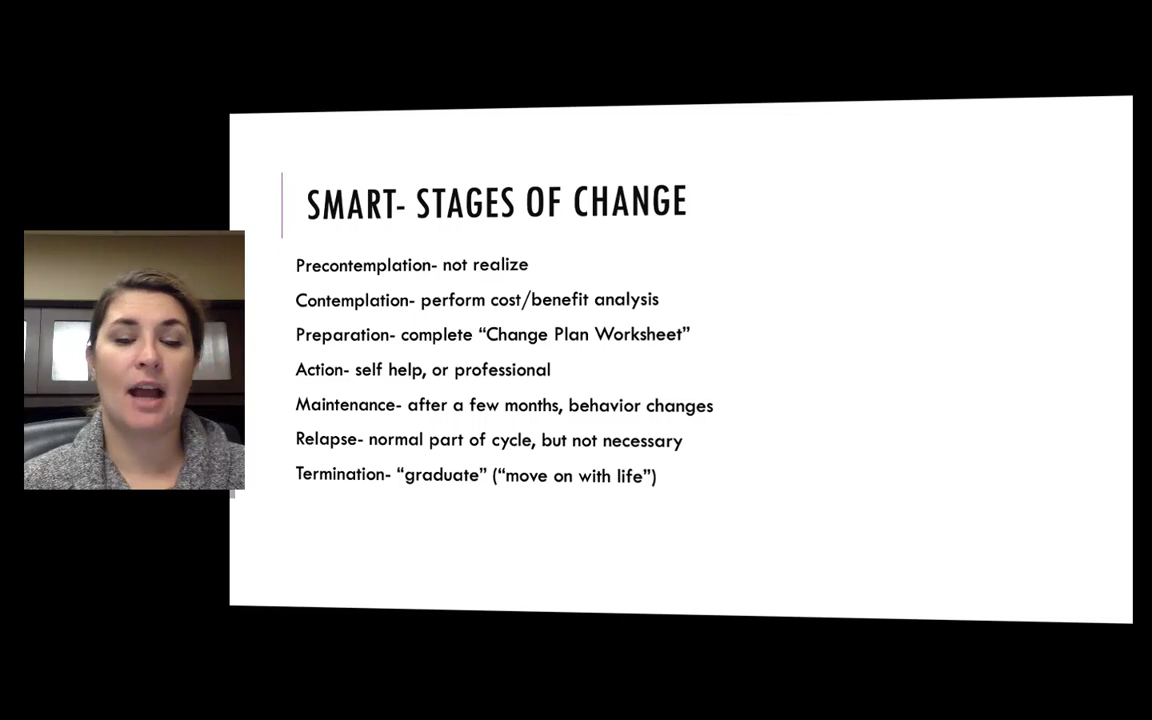 SMART- STAGES OF CHANGE
Precontemplation- not realize
Contemplation- perform cost/benefit analysis
Preparation- complete “Change Plan Worksheet”
Action- self help, or professional
Maintenance- after a few months, behavior changes
Relapse- normal part of cycle, but not necessary
Termination- “graduate” (“move on with life”)